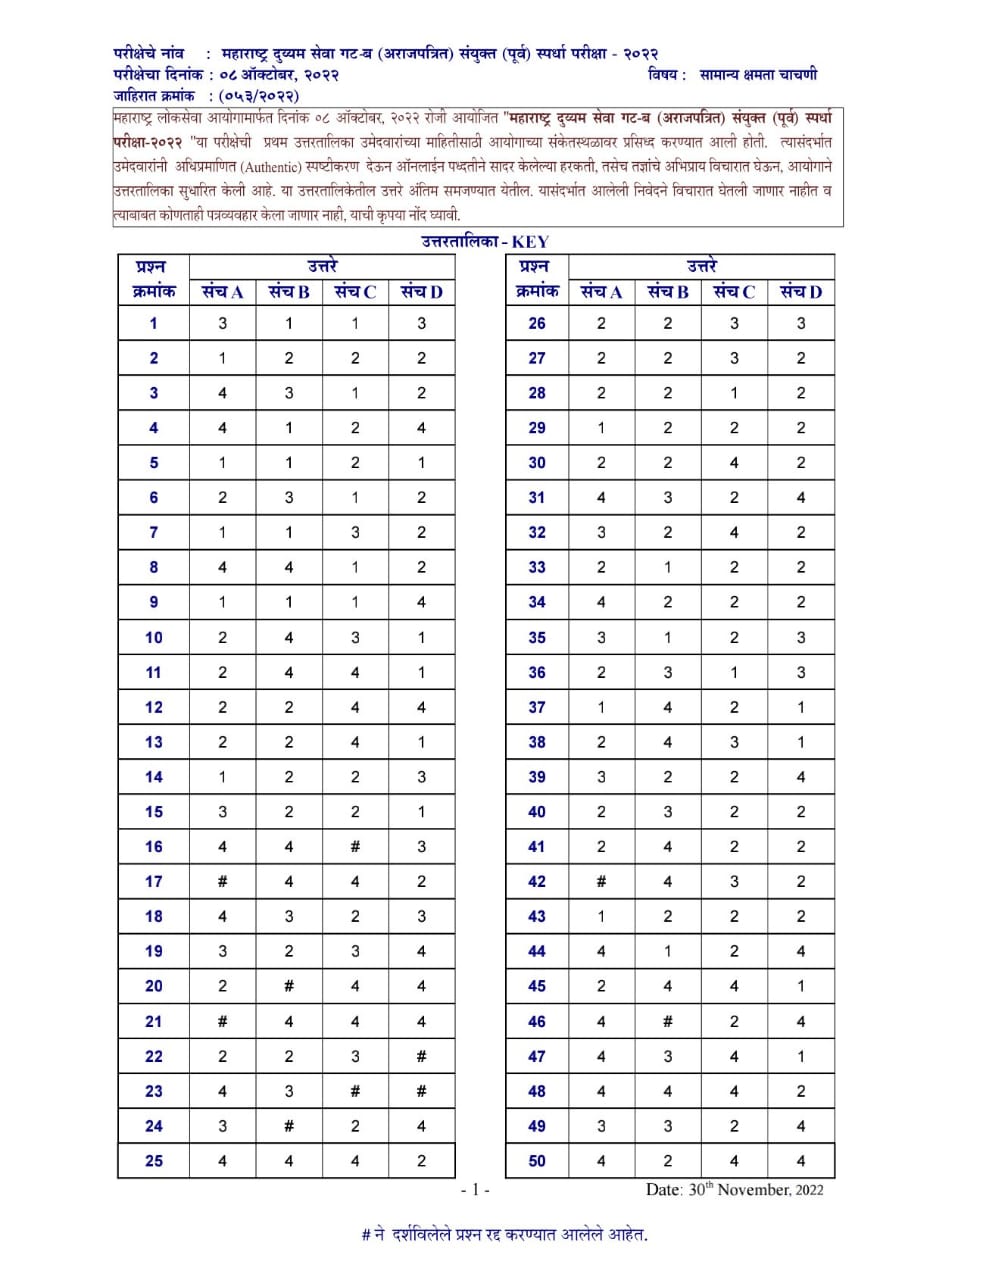 परीक्षेचे नांव : महाराष्ट्र दुय्यम सेवा गट-ब (अराजपत्रित) संयुक्त (पूर्व) स्पर्धा परीक्षा - २०२२
परीक्षेचा दिनांक : ०८ ऑक्टोबर, २०२२ विषय : सामान्य क्षमता चाचणी
जाहिरात क्रमांक : (०५३/२०२२)
महाराष्ट्र लोकसेवा आयोगामार्फत दिनांक ०८ ऑक्टोबर, २०२२ रोजी आयोजित "महाराष्ट्र दुय्यम सेवा गट-ब (अराजपत्रित) संयुक्त (पूर्व) स्पर्धा
परीक्षा-२०२२ "या परीक्षेची प्रथम उत्तरतालिका उमेदवारांच्या माहितीसाठी आयोगाच्या संकेतस्थळावर प्रसिध्द करण्यात आली होती. त्यासंदर्भात
उमेदवारांनी अधिप्रमाणित (Authentic) स्पष्टीकरण देऊन ऑनलाईन पध्दतीने सादर केलेल्या हरकती, तसेच तज्ञांचे अभिप्राय विचारात घेऊन, आयोगाने
उत्तरतालिका सुधारित केली आहे. या उत्तरतालिकेतील उत्तरे अंतिम समजण्यात येतील. यासंदर्भात आलेली निवेदने विचारात घेतली जाणार नाहीत व
त्याबाबत कोणताही पत्रव्यवहार केला जाणार नाही, याची कृपया नोंद घ्यावी.
उत्तरतालिका - KEY
प्रश्न उत्तरे प्रश्न उत्तरे
क्रमांक संच A संच B संच C संच D क्रमांक संच A संच B संच C संच D
1 3 1 1 3 26 2 2 3 3
2 1 2 2 2 27 2 2 3 2
3 4 3 1 2 28 2 2 1 2
4 4 1 2 4 29 1 2 2 2
5 1 1 2 1 30 2 2 4 2
6 2 3 1 2 31 4 3 2 4
7 1 1 3 2 32 3 2 4 2
8 4 4 1 2 33 2 1 2 2
9 1 1 1 4 34 4 2 2 2
10 2 4 3 1 35 3 1 2 3
11 2 4 4 1 36 2 3 1 3
12 2 2 4 4 37 1 4 2 1
13 2 2 4 1 38 2 4 3 1
14 1 2 2 3 39 3 2 2 4
15 3 2 2 1 40 2 3 2 2
16 4 4 # 3 41 2 4 2 2
17 # 4 4 2 42 # 4 3 2
18 4 3 2 3 43 1 2 2 2
19 3 2 3 4 44 4 1 2 4
20 2 # 4 4 45 2 4 4 1
21 # 4 4 4 46 4 # 2 4
22 2 2 3 # 47 4 3 4 1
23 4 3 # # 48 4 4 4 2
24 3 # 2 4 49 3 3 2 4
25 4 4 4 2 50 4 2 4 4
- 1 - Date: 30th November, 2022
# ने दर्शविलेले प्रश्न रद्द करण्यात आलेले आहेत.